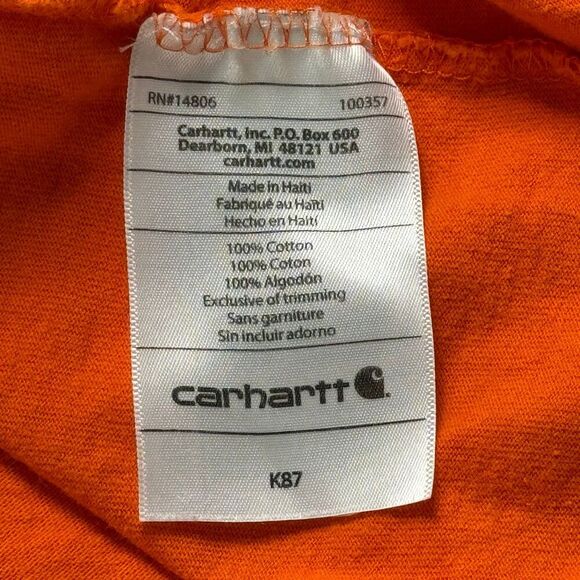 RN#14806 100357
Carhartt, Inc. P.O. Box 600
Dearborn, MI 48121 USA
carhartt.com
Made in Haiti
Fabriqué au Haïti
Hecho en Haití
100% Cotton
100% Coton
100% Algodón
Exclusive of trimming
Sans garniture
Sin incluir adorno
carhartt
K87